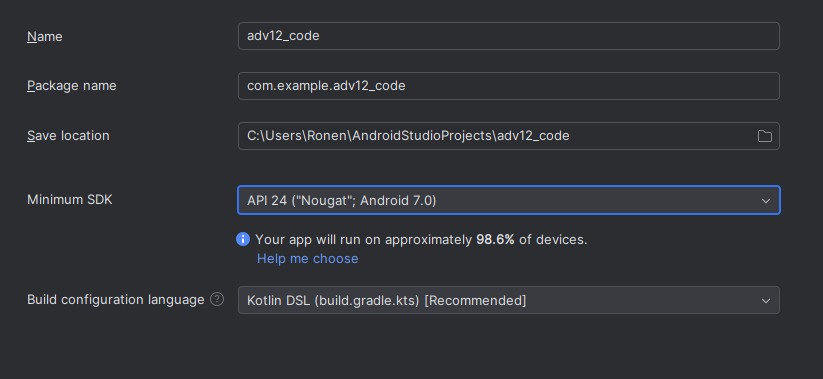 Name
adv12_code
Package name
com.example.adv12_code
Save location
C:\Users\Ronen\AndroidStudioProjects\adv12_code
Minimum SDK
API 24 ("Nougat"; Android 7.0)
Your app will run on approximately 98.6% of devices.
Help me choose
Build configuration language ?
Kotlin DSL (build.gradle.kts) [Recommended]